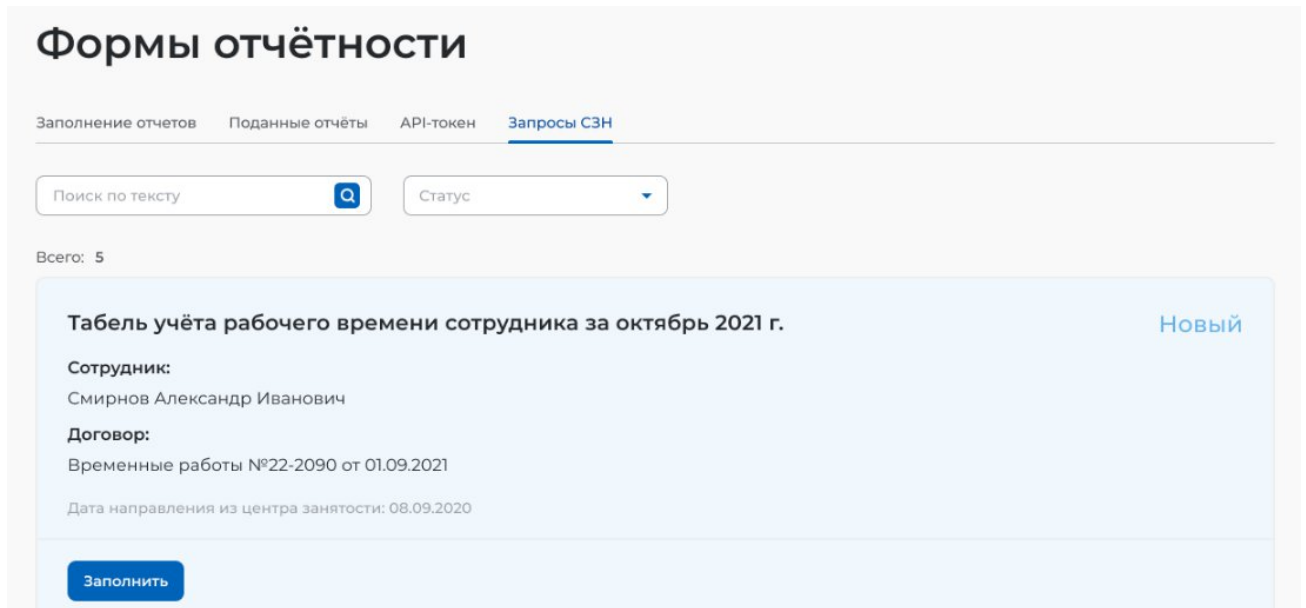 Формы отчётности
Заполнение отчетов Поданные отчёты API-токен Запросы СЗН
Поиск по тексту Статус
Всего: 5
Табель учёта рабочего времени сотрудника за октябрь 2021 г. Новый
Сотрудник:
Смирнов Александр Иванович
Договор:
Временные работы №22-2090 от 01.09.2021
Дата направления из центра занятости: 08.09.2020
Заполнить